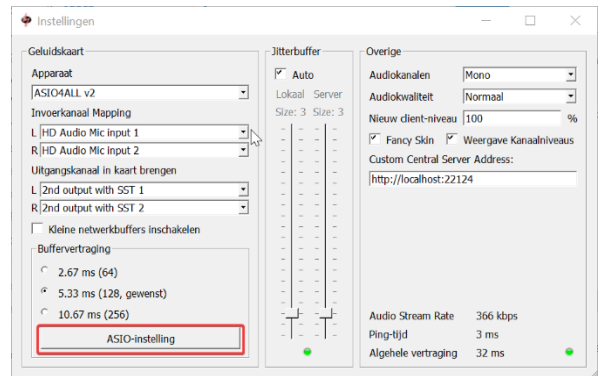 Instellingen
Geluidskaart
Apparaat
ASIO4ALL v2
Invoerkanaal Mapping
L HD Audio Mic input 1
R HD Audio Mic input 2
Uitgangskanaal in kaart brengen
L 2nd output with SST 1
R 2nd output with SST 2
Kleine netwerkbuffers inschakelen
Buffervertraging
2.67 ms (64)
5.33 ms (128, gewenst)
10.67 ms (256)
ASIO-instelling
Jitterbuffer
Auto
Lokaal Server
Size: 3 Size: 3
Overige
Audiokanalen Mono
Audiokwaliteit Normaal
Nieuw client-niveau 100 %
Fancy Skin Weergave Kanaalniveaus
Custom Central Server Address:
http://localhost:22124
Audio Stream Rate 366 kbps
Ping-tijd 3 ms
Algehele vertraging 32 ms